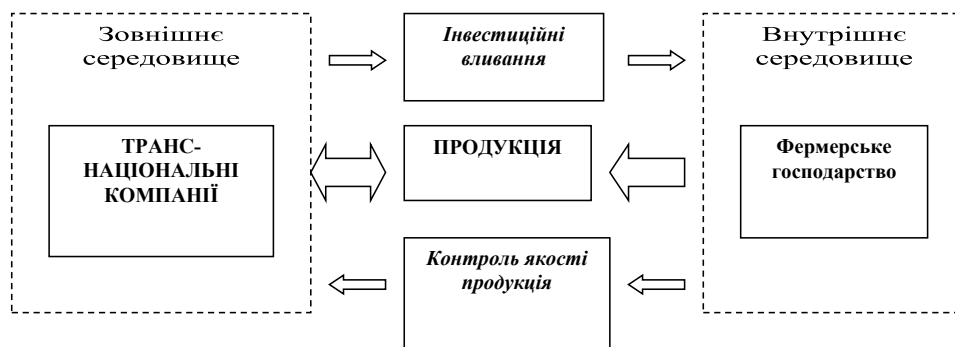 Зовнішнє
середовище
ТРАНС-
НАЦІОНАЛЬНІ
КОМПАНІЇ
Інвестиційні
вливання
ПРОДУКЦІЯ
Контроль якості
продукція
Внутрішнє
середовище
Фермерське
господарство